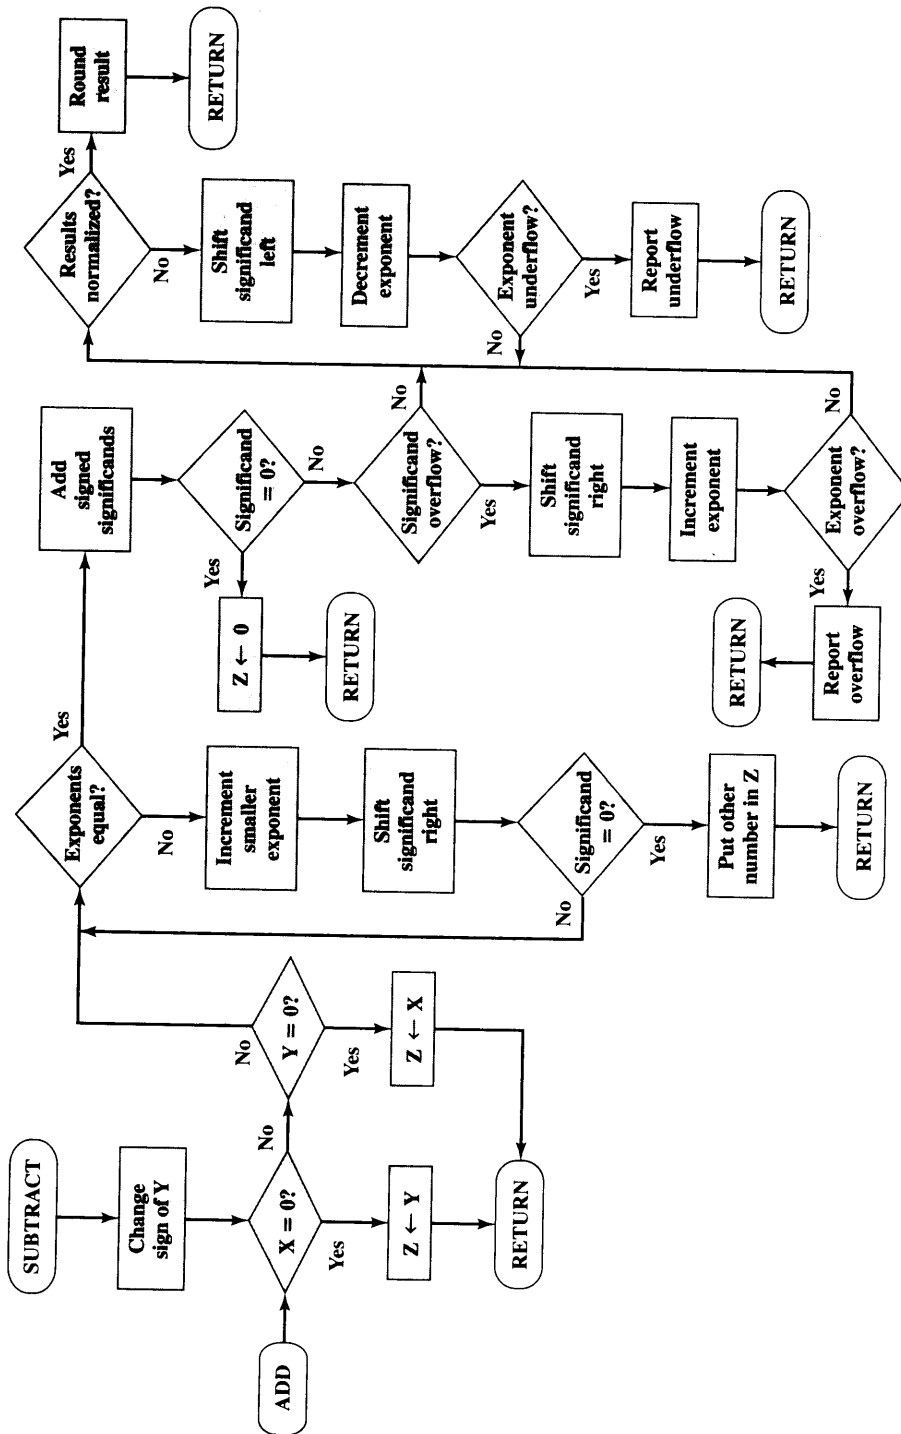 SUBTRACT
Change
sign of Y
ADD
X = 0?
No
Yes
Z ← Y
RETURN
Y = 0?
No
Yes
Z ← X
Exponents
equal?
Yes
No
Increment
smaller
exponent
Shift
significand
right
Significand
= 0?
No
Yes
Put other
number in Z
RETURN
Add
signed
significands
Significand
= 0?
Yes
No
Z ← 0
RETURN
Significand
overflow?
No
Yes
Shift
significand
right
Increment
exponent
Exponent
overflow?
No
Yes
Report
overflow
RETURN
Results
normalized?
Yes
No
Round
result
RETURN
Shift
significand
left
Decrement
exponent
Exponent
underflow?
No
Yes
Report
underflow
RETURN